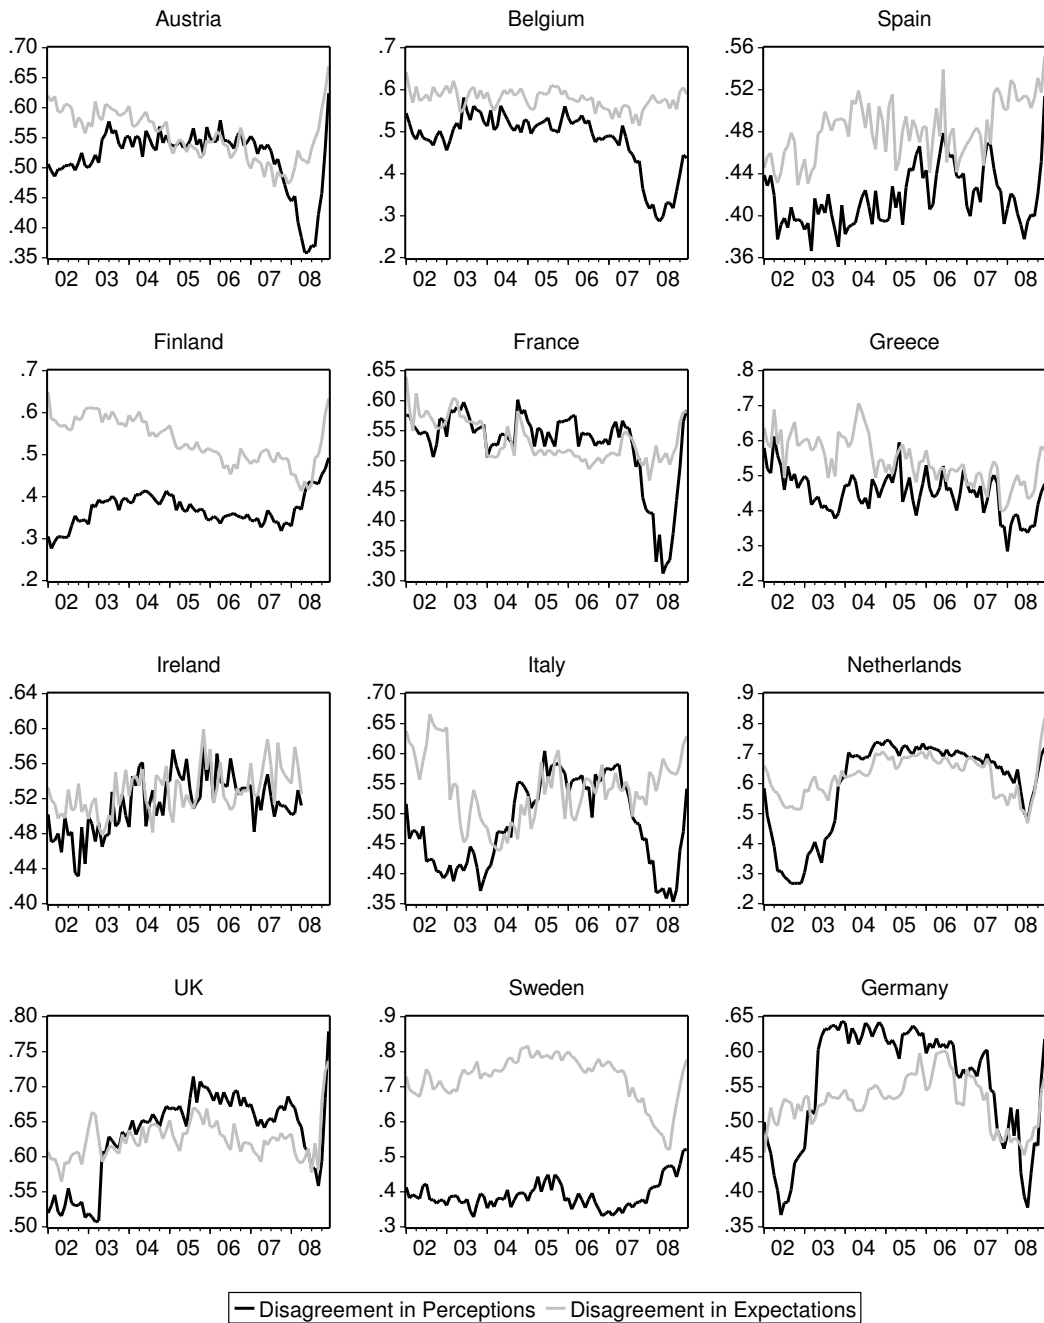 Austria Belgium Spain
.70 .7 .56
.65
.60 .6 .52
.55 .5 .48
.50 .4 .44
.45 .3 .40
.40
.35 .2 .36
02 03 04 05 06 07 08 02 03 04 05 06 07 08 02 03 04 05 06 07 08
Finland France Greece
.7 .65 .8
.6 .60 .7
.55 .6
.5 .50 .5
.4 .45 .4
.3 .40 .3
.35
.2 .30 .2
02 03 04 05 06 07 08 02 03 04 05 06 07 08 02 03 04 05 06 07 08
Ireland Italy Netherlands
.64 .70 .9
.60 .65 .8
.56 .60 .7
.52 .55 .6
.48 .50 .5
.44 .45 .4
.40 .3
.40 .35 .2
02 03 04 05 06 07 08 02 03 04 05 06 07 08 02 03 04 05 06 07 08
UK Sweden Germany
.80 .9 .65
.75 .8 .60
.70 .7 .55
.65 .6 .50
.60 .5 .45
.55 .4 .40
.50 .3 .35
02 03 04 05 06 07 08 02 03 04 05 06 07 08 02 03 04 05 06 07 08
Disagreement in Perceptions Disagreement in Expectations